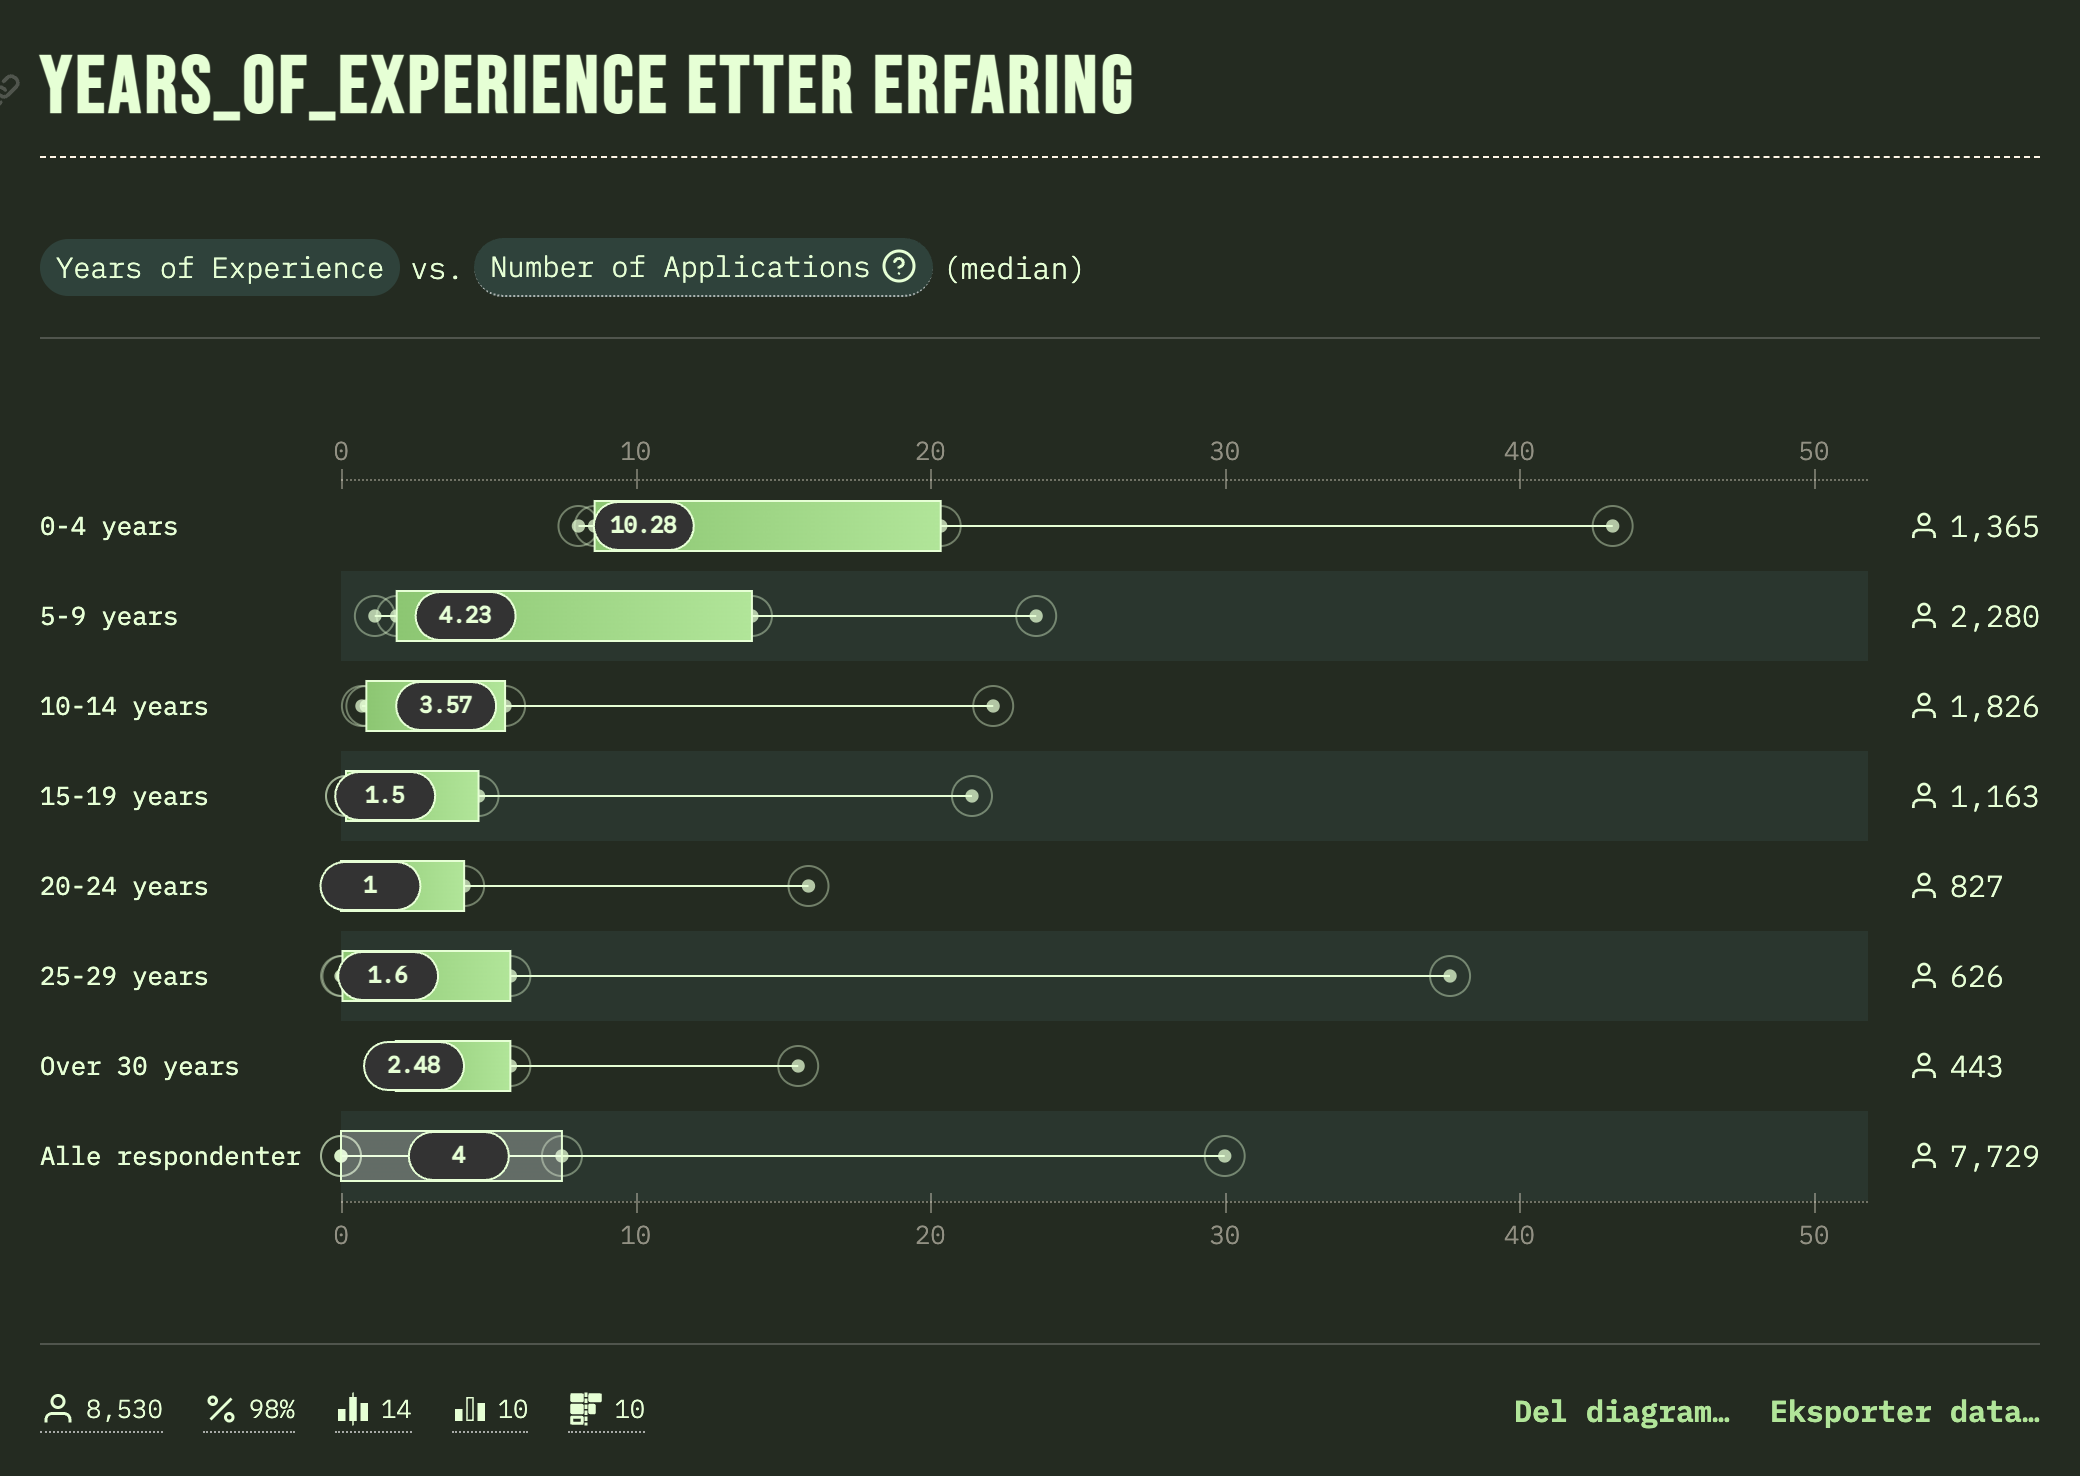 YEARS_OF_EXPERIENCE ETTER ERFARING
Years of Experience vs. Number of Applications (median)
0 10 20 30 40 50
0-4 years 10.28 1,365
5-9 years 4.23 2,280
10-14 years 3.57 1,826
15-19 years 1.5 1,163
20-24 years 1 827
25-29 years 1.6 626
Over 30 years 2.48 443
Alle respondenter 4 7,729
0 10 20 30 40 50
8,530 98% 14 10 10 Del diagram… Eksporter data…